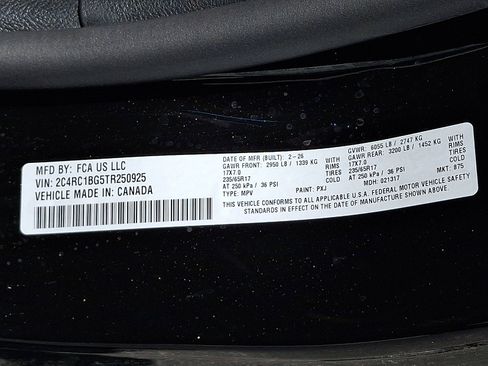 MFD BY: FCA US LLC
VIN: 2C4RC1BG5TR250925
VEHICLE MADE IN: CANADA
DATE OF MFR (BUILT): 2-26
GAWR FRONT: 2950 LB / 1339 KG WITH
17X7.0 RIMS
235/65R17 TIRES
AT 250 kPa / 36 PSI COLD
TYPE: MPV PAINT: PXJ
GVWR: 6055 LB / 2747 KG
GAWR REAR: 3200 LB / 1452 KG WITH
17X7.0 RIMS
235/65R17 TIRES
AT 250 kPa / 36 PSI COLD
MDH: 021317 MKT: 875
THIS VEHICLE CONFORMS TO ALL APPLICABLE U.S.A. FEDERAL MOTOR VEHICLE SAFETY
STANDARDS IN EFFECT ON THE DATE OF MANUFACTURE SHOWN ABOVE.